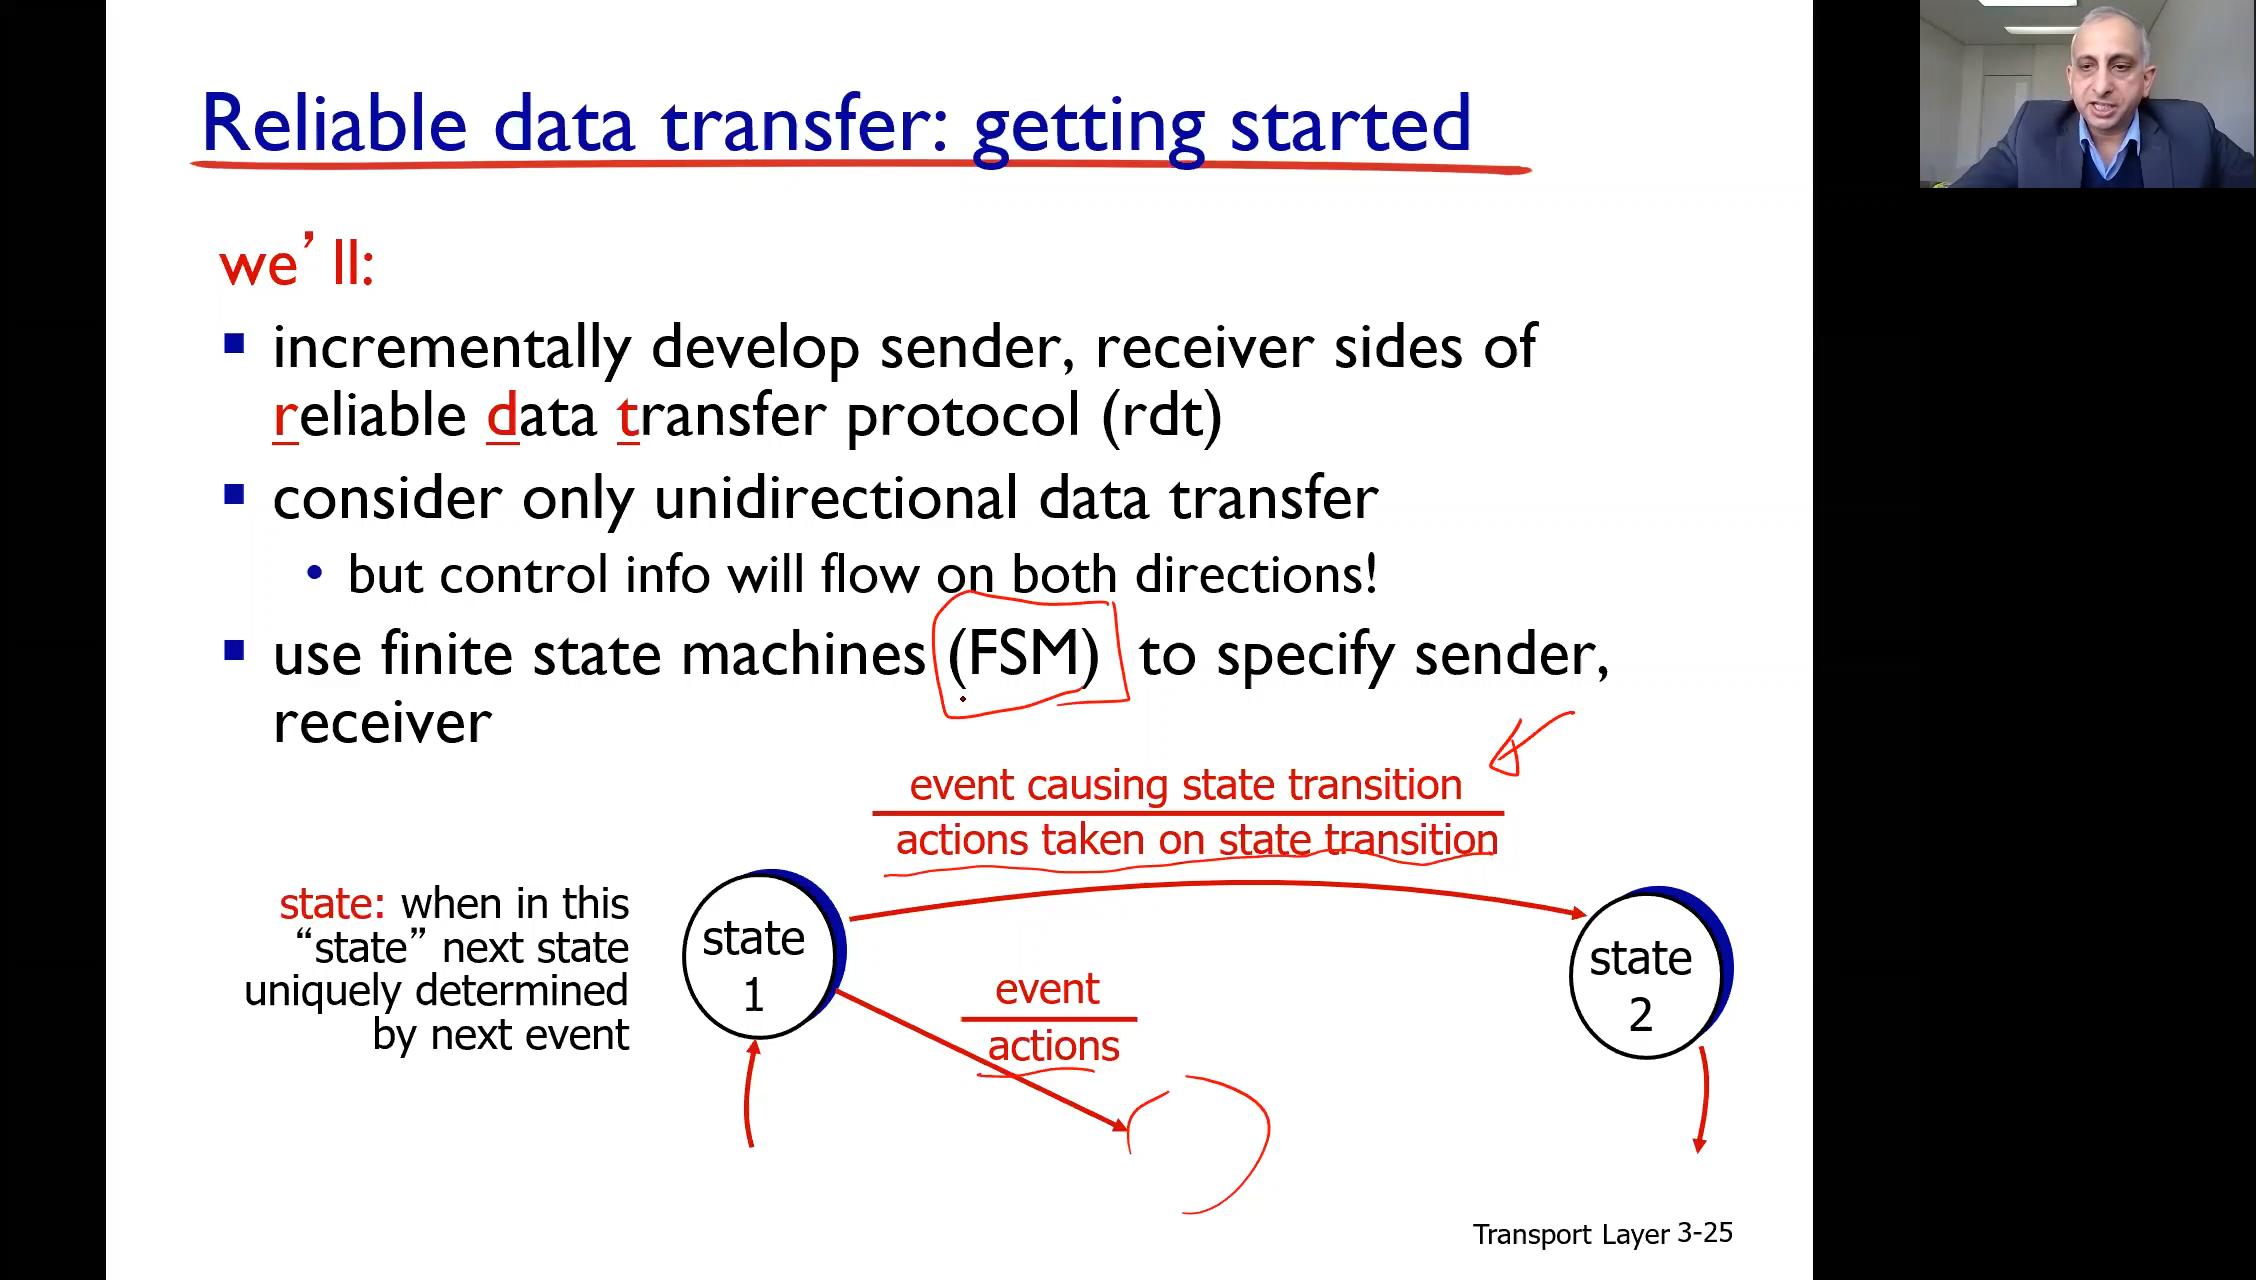 Reliable data transfer: getting started
we’ll:
▪ incrementally develop sender, receiver sides of
reliable data transfer protocol (rdt)
▪ consider only unidirectional data transfer
• but control info will flow on both directions!
▪ use finite state machines (FSM) to specify sender,
receiver
event causing state transition
actions taken on state transition
state: when in this
“state” next state
uniquely determined
by next event
state
1
event
actions
state
2
Transport Layer 3-25